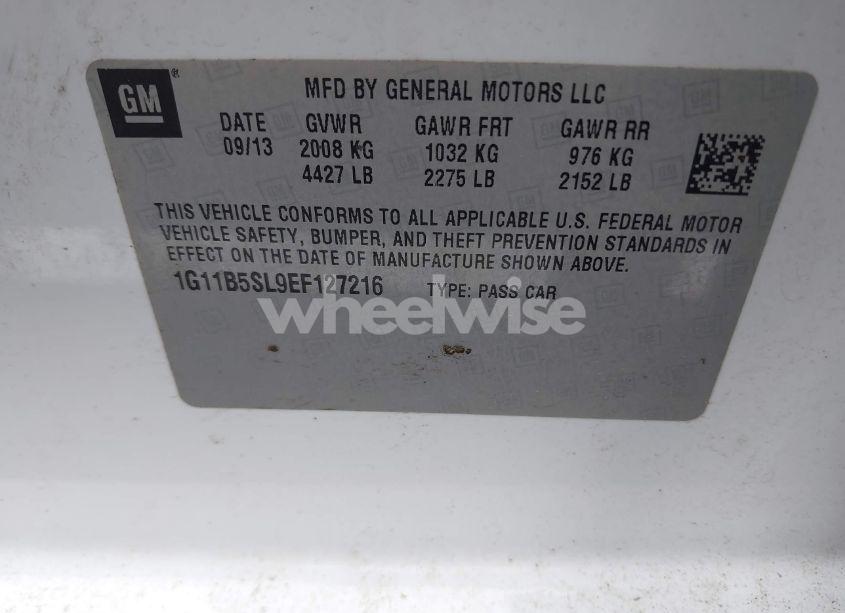 GM
MFD BY GENERAL MOTORS LLC
DATE GVWR GAWR FRT GAWR RR
09/13 2008 KG 1032 KG 976 KG
4427 LB 2275 LB 2152 LB
THIS VEHICLE CONFORMS TO ALL APPLICABLE U.S. FEDERAL MOTOR
VEHICLE SAFETY, BUMPER, AND THEFT PREVENTION STANDARDS IN
EFFECT ON THE DATE OF MANUFACTURE SHOWN ABOVE.
1G11B5SL9EF127216 TYPE: PASS CAR
wheelwise